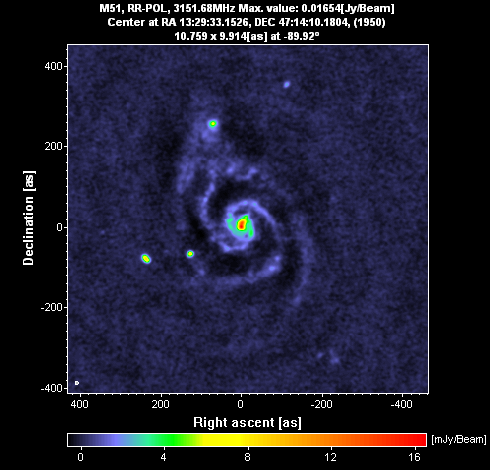 M51, RR-POL, 3151.68MHz Max. value: 0.01654[Jy/Beam]
Center at RA 13:29:33.1526, DEC 47:14:10.1804, (1950)
10.759 x 9.914[as] at -89.92º
400
200
0
-200
-400
Declination [as]
400 200 0 -200 -400
Right ascent [as]
[mJy/Beam]
0 4 8 12 16